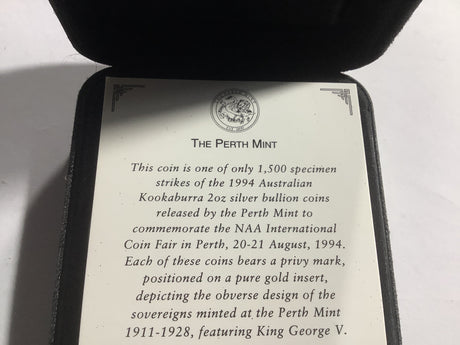 THE PERTH MINT
This coin is one of only 1,500 specimen
strikes of the 1994 Australian
Kookaburra 2oz silver bullion coins
released by the Perth Mint to
commemorate the NAA International
Coin Fair in Perth, 20-21 August, 1994.
Each of these coins bears a privy mark,
positioned on a pure gold insert,
depicting the obverse design of the
sovereigns minted at the Perth Mint
1911-1928, featuring King George V.